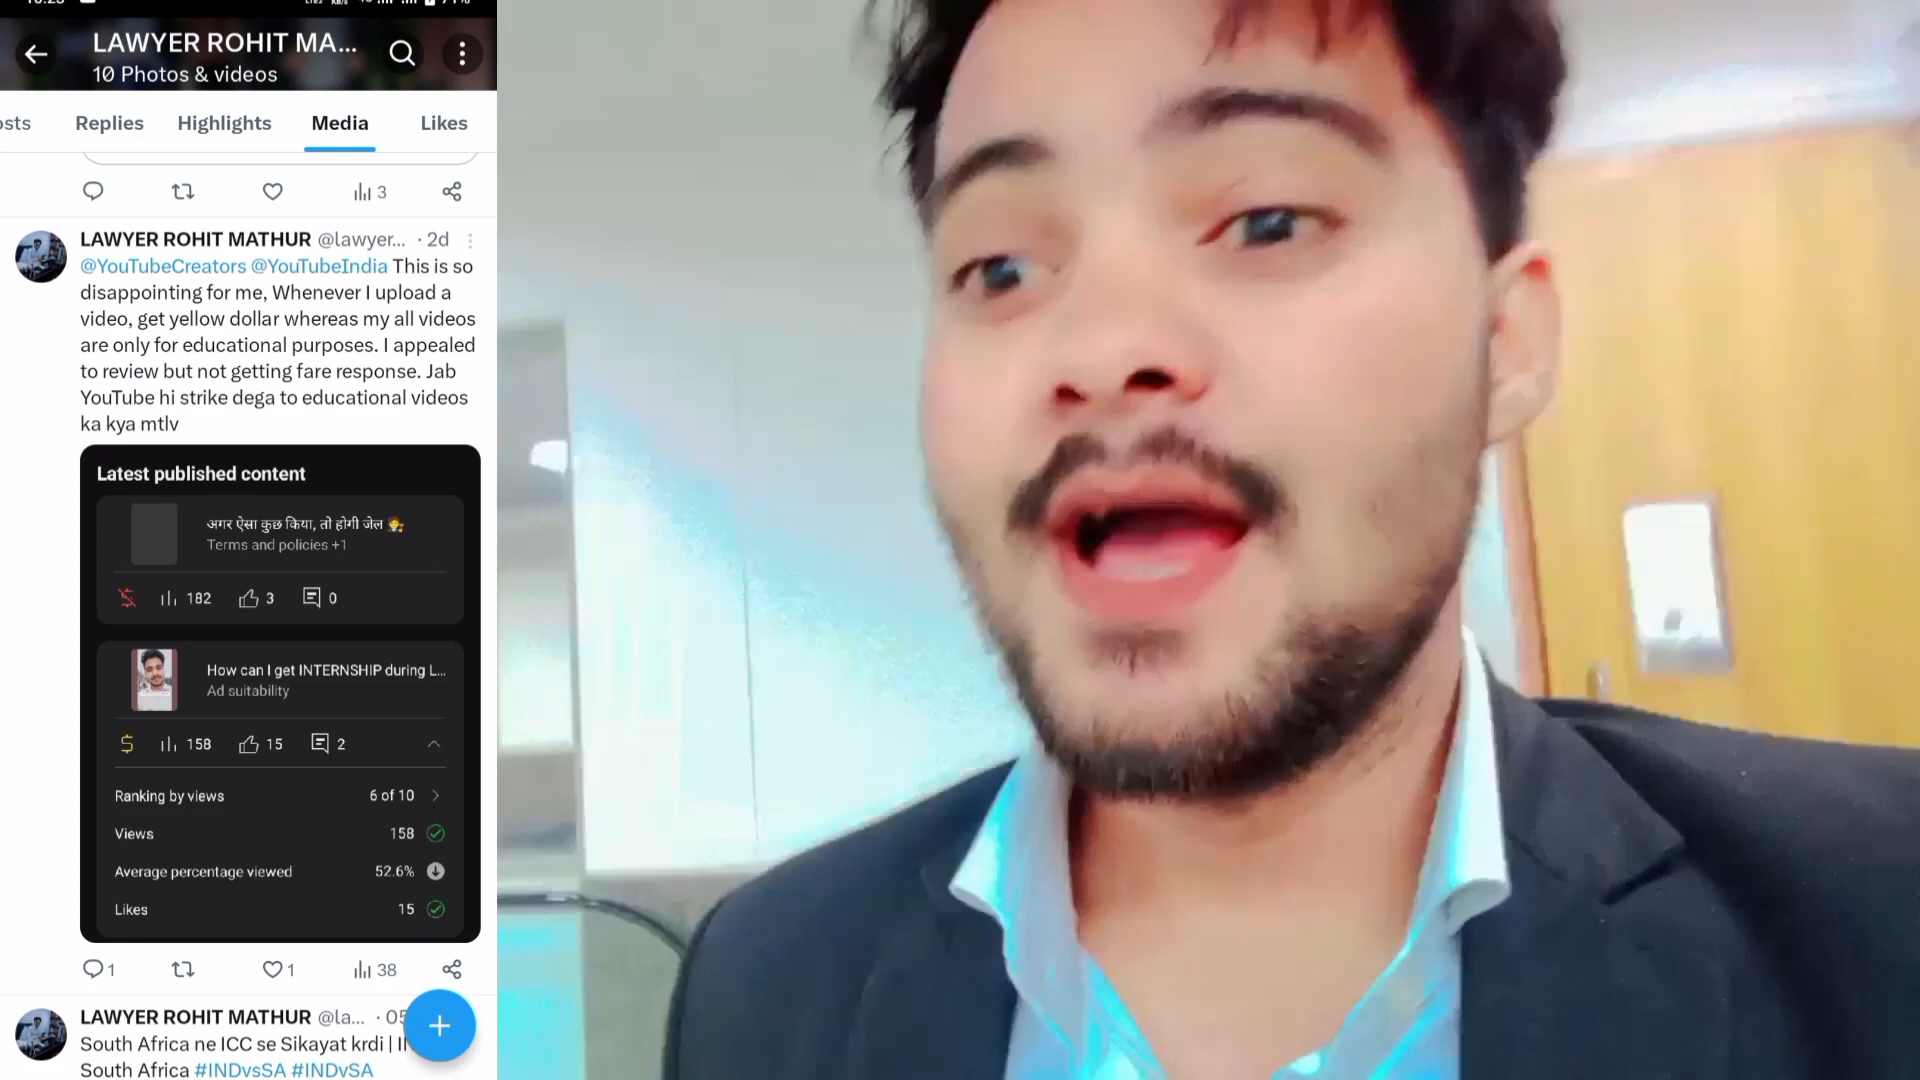 LAWYER ROHIT MA...
10 Photos & videos
osts Replies Highlights Media Likes
3
LAWYER ROHIT MATHUR @lawyer... · 2d
@YouTubeCreators @YouTubeIndia This is so
disappointing for me, Whenever I upload a
video, get yellow dollar whereas my all videos
are only for educational purposes. I appealed
to review but not getting fare response. Jab
YouTube hi strike dega to educational videos
ka kya mtlv
Latest published content
अगर ऐसा कुछ किया, तो होगी जेल
Terms and policies +1
182 3 0
How can I get INTERNSHIP during L...
Ad suitability
158 15 2
Ranking by views 6 of 10
Views 158
Average percentage viewed 52.6%
Likes 15
1 1 38
LAWYER ROHIT MATHUR @la... · 05
South Africa ne ICC se Sikayat krdi | I
South Africa #INDvsSA #INDvSA